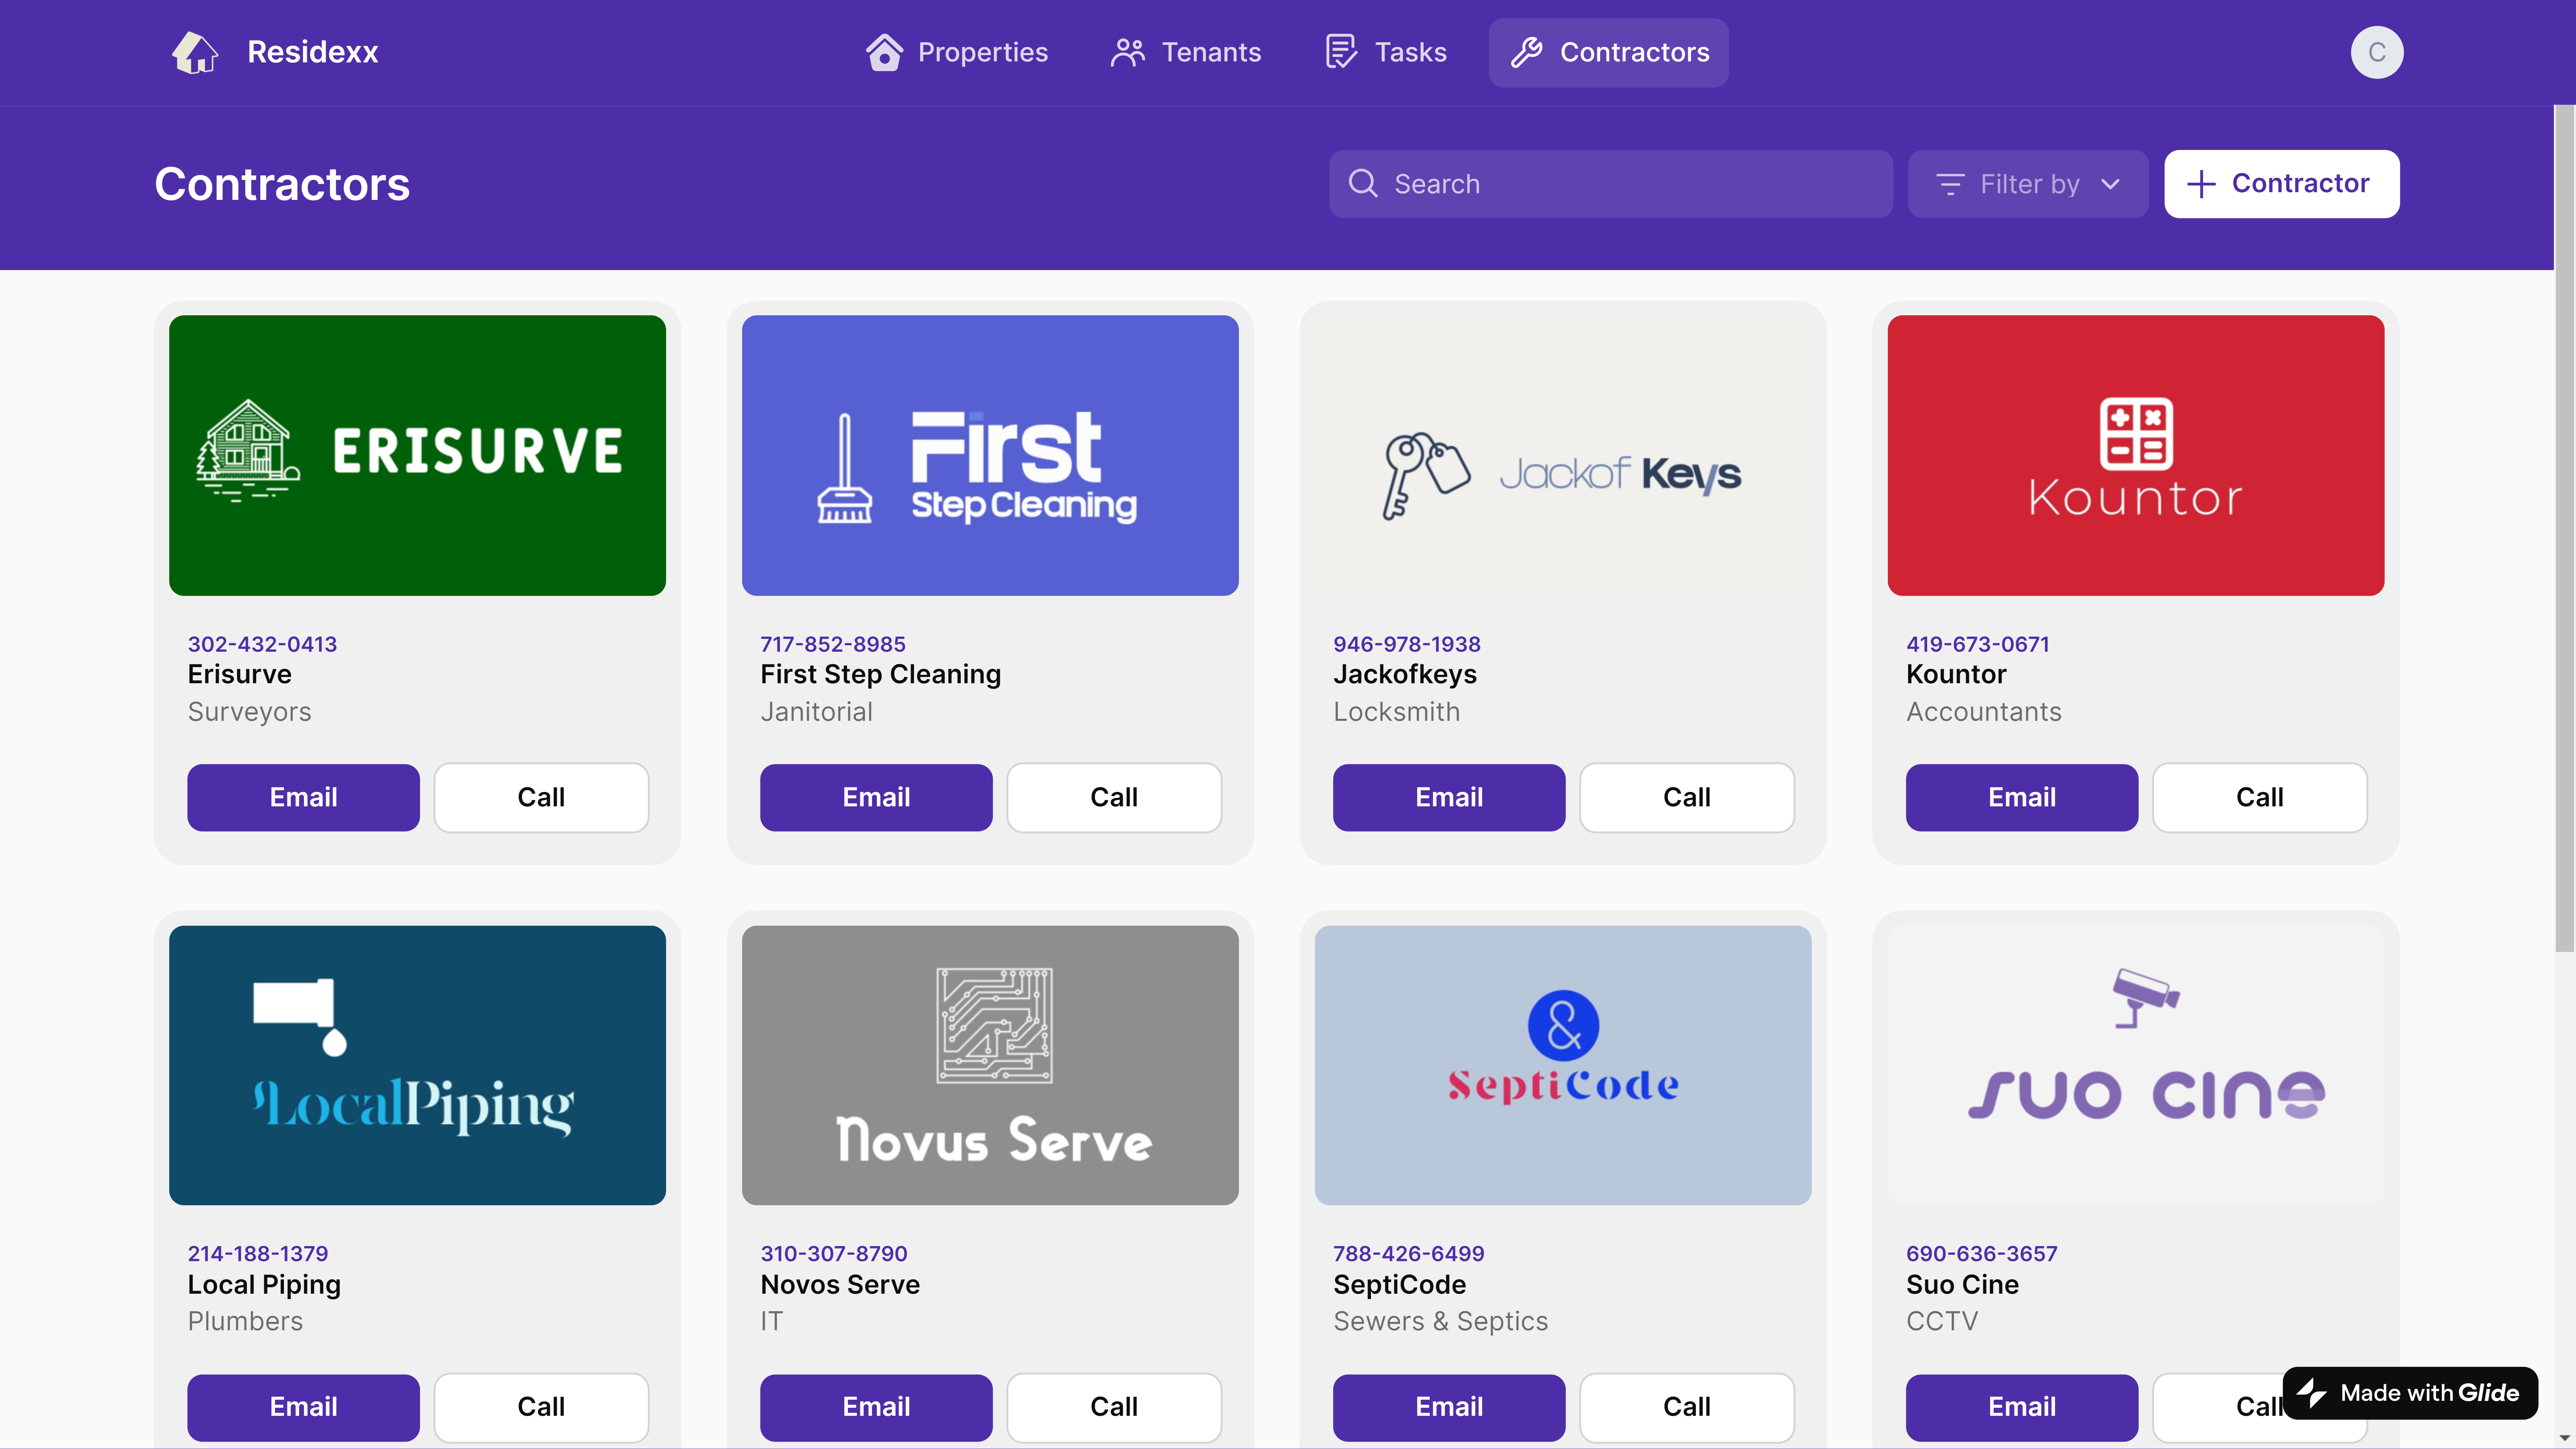 Residexx
Properties
Tenants
Tasks
Contractors
C
Contractors
Search
Filter by
Contractor
ERISURVE
First
Step Cleaning
Jackof Keys
Kountor
302-432-0413
Erisurve
Surveyors
Email
Call
717-852-8985
First Step Cleaning
Janitorial
Email
Call
946-978-1938
Jackofkeys
Locksmith
Email
Call
419-673-0671
Kountor
Accountants
Email
Call
LocalPiping
Novus Serve
&
SeptiCode
suo cine
214-188-1379
Local Piping
Plumbers
Email
Call
310-307-8790
Novos Serve
IT
Email
Call
788-426-6499
SeptiCode
Sewers & Septics
Email
Call
690-636-3657
Suo Cine
CCTV
Email
Call
Made with Glide